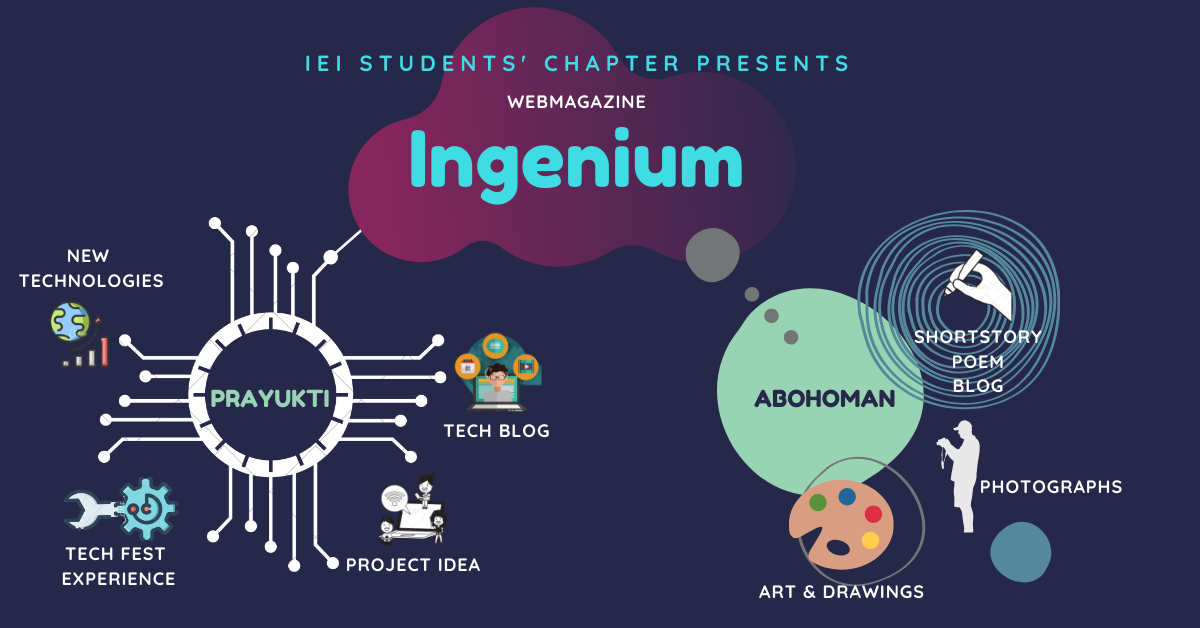 IEI STUDENTS' CHAPTER PRESENTS
WEBMAGAZINE
Ingenium
NEW
TECHNOLOGIES
PRAYUKTI
TECH BLOG
TECH FEST
EXPERIENCE
PROJECT IDEA
ABOHOMAN
SHORTSTORY
POEM
BLOG
PHOTOGRAPHS
ART & DRAWINGS